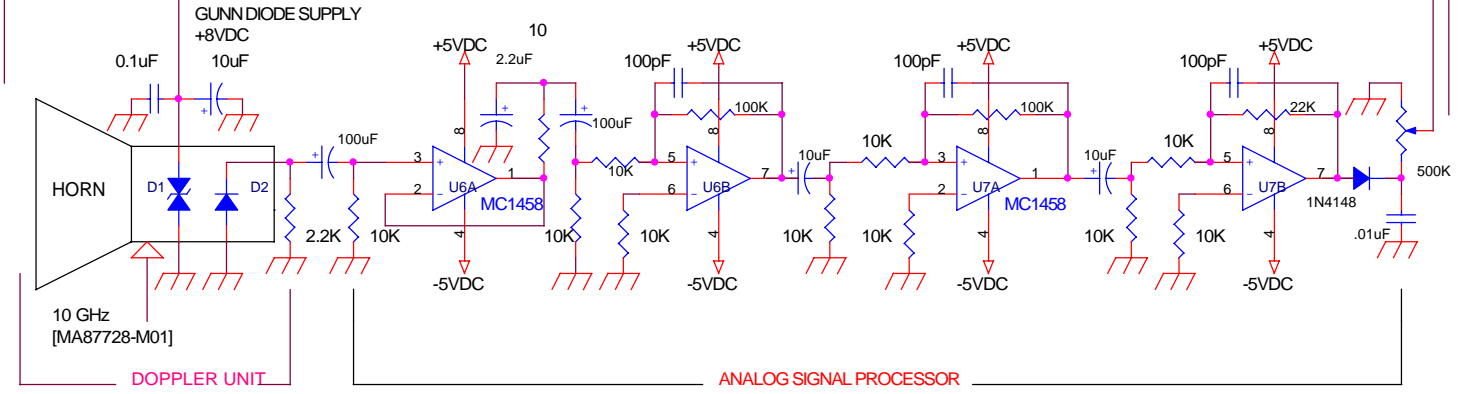 GUNN DIODE SUPPLY
+8VDC
0.1uF
10uF
+
HORN
D1
D2
10 GHz
[MA87728-M01]
DOPPLER UNIT
2.2K
+
100uF
10K
+5VDC
8
3
+
2
-
1
U6A
MC1458
4
-5VDC
10
2.2uF
+
+
100uF
10K
10K
100pF
+5VDC
100K
8
5
+
6
-
7
U6B
10K
4
-5VDC
10uF
+
10K
10K
100pF
+5VDC
100K
8
3
+
2
-
1
U7A
MC1458
10K
4
-5VDC
10uF
+
10K
10K
100pF
+5VDC
22K
8
5
+
6
-
7
U7B
10K
4
-5VDC
1N4148
500K
.01uF
ANALOG SIGNAL PROCESSOR